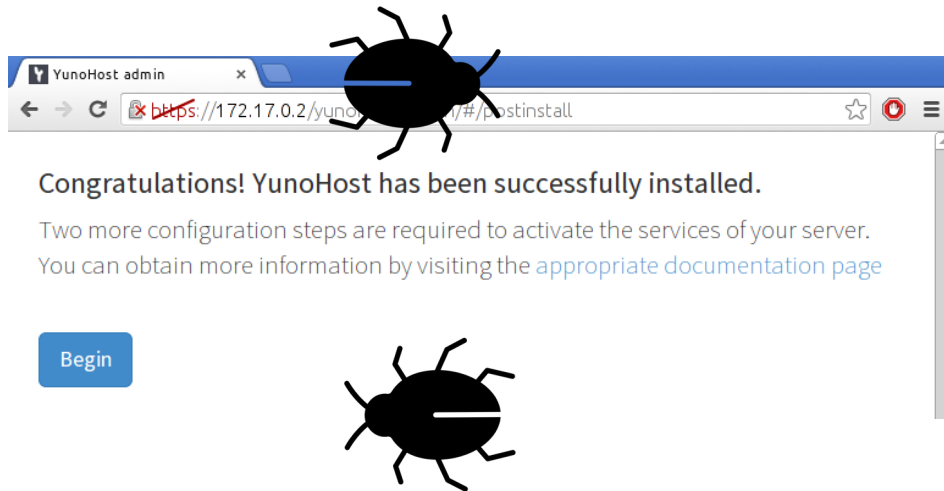 YunoHost admin
https://172.17.0.2/yuno /#/postinstall
Congratulations! YunoHost has been successfully installed.
Two more configuration steps are required to activate the services of your server.
You can obtain more information by visiting the appropriate documentation page
Begin